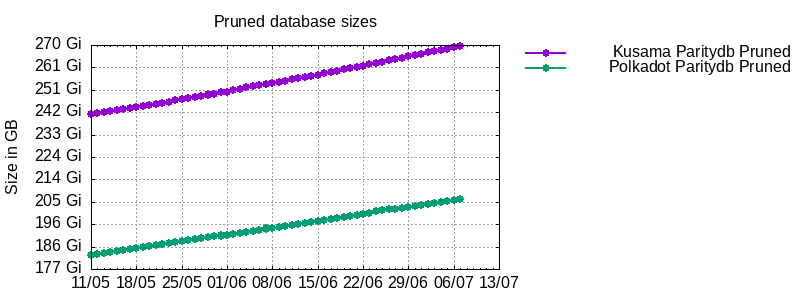 Pruned database sizes
Kusama Paritydb Pruned
Polkadot Paritydb Pruned
Size in GB
270 Gi
261 Gi
251 Gi
242 Gi
233 Gi
224 Gi
214 Gi
205 Gi
196 Gi
186 Gi
177 Gi
11/05 18/05 25/05 01/06 08/06 15/06 22/06 29/06 06/07 13/07